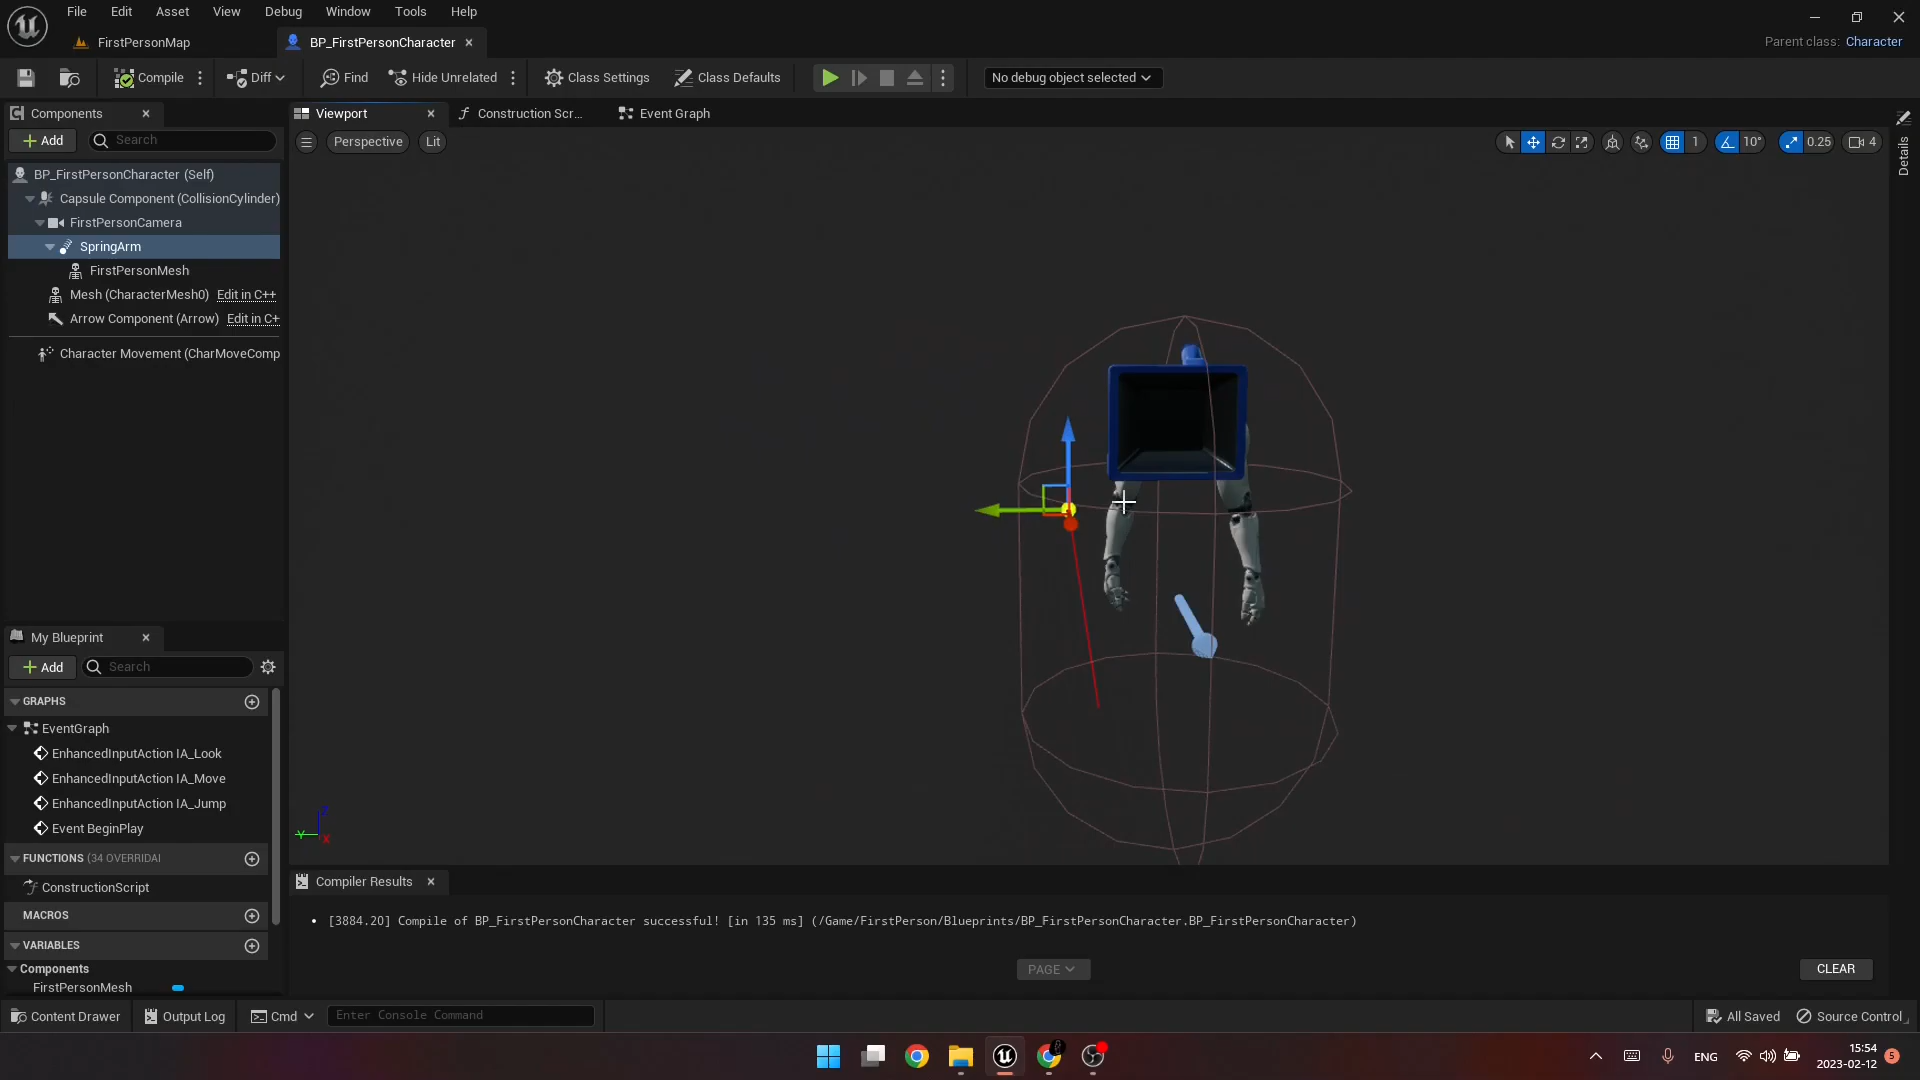 File Edit Asset View Debug Window Tools Help
FirstPersonMap
BP_FirstPersonCharacter
Parent class: Character
Compile
Diff
Find
Hide Unrelated
Class Settings
Class Defaults
No debug object selected
Components
Add
Search
BP_FirstPersonCharacter (Self)
Capsule Component (CollisionCylinder)
FirstPersonCamera
SpringArm
FirstPersonMesh
Mesh (CharacterMesh0) Edit in C++
Arrow Component (Arrow) Edit in C+
Character Movement (CharMoveComp
Viewport
Construction Scr...
Event Graph
Perspective
Lit
1
10°
0.25
4
Details
Z
Y
X
My Blueprint
Add
Search
GRAPHS
EventGraph
EnhancedInputAction IA_Look
EnhancedInputAction IA_Move
EnhancedInputAction IA_Jump
Event BeginPlay
FUNCTIONS (34 OVERRIDAI
ConstructionScript
MACROS
VARIABLES
Components
FirstPersonMesh
Compiler Results
[3884.20] Compile of BP_FirstPersonCharacter successful! [in 135 ms] (/Game/FirstPerson/Blueprints/BP_FirstPersonCharacter.BP_FirstPersonCharacter)
PAGE
CLEAR
Content Drawer
Output Log
Cmd
Enter Console Command
All Saved
Source Control
ENG
15:54
2023-02-12
5